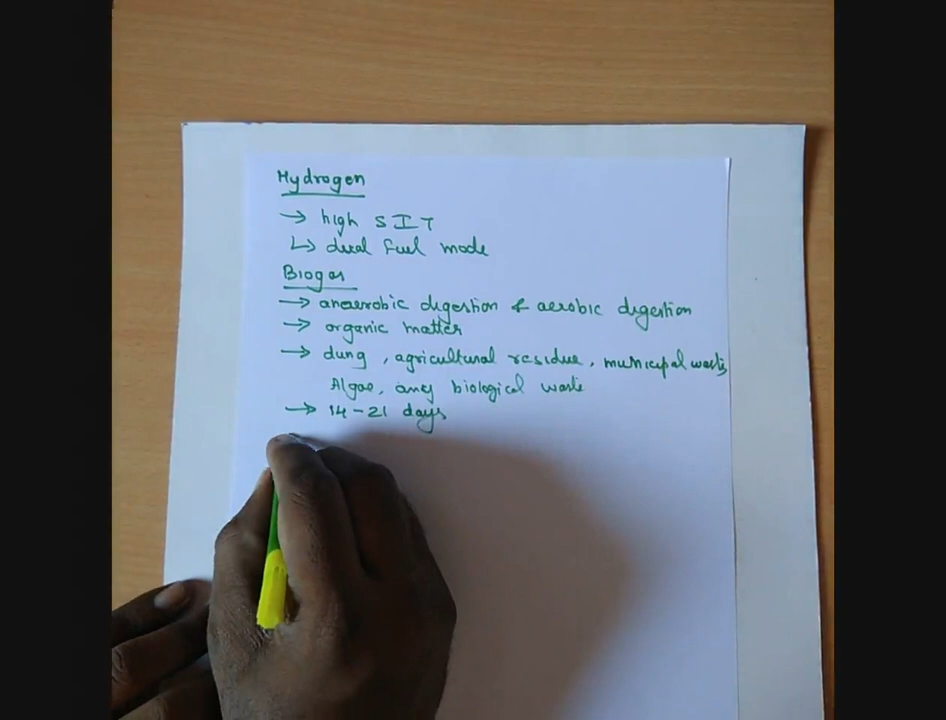 Hydrogen
→ high SIT
↳ dual fuel mode
Biogas
→ anaerobic digestion & aerobic digestion
→ organic matter
→ dung, agricultural residue, municipal waste,
Algae, any biological waste
→ 14-21 days